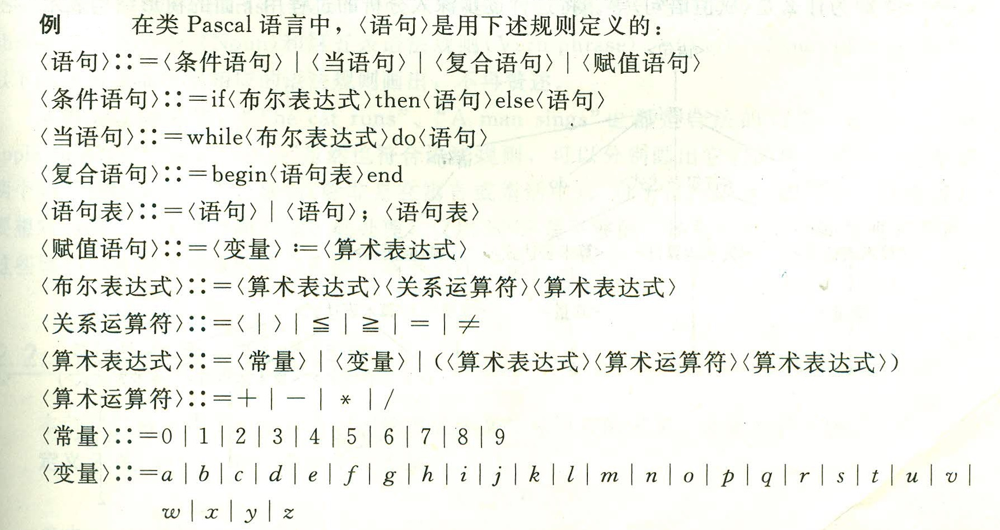 例 在类 Pascal 语言中，〈语句〉是用下述规则定义的：
〈语句〉∷=〈条件语句〉|〈当语句〉|〈复合语句〉|〈赋值语句〉
〈条件语句〉∷=if〈布尔表达式〉then〈语句〉else〈语句〉
〈当语句〉∷=while〈布尔表达式〉do〈语句〉
〈复合语句〉∷=begin〈语句表〉end
〈语句表〉∷=〈语句〉|〈语句〉；〈语句表〉
〈赋值语句〉∷=〈变量〉:=〈算术表达式〉
〈布尔表达式〉∷=〈算术表达式〉〈关系运算符〉〈算术表达式〉
〈关系运算符〉∷=〈 | 〉| ≦ | ≧ | = | ≠
〈算术表达式〉∷=〈常量〉|〈变量〉|（〈算术表达式〉〈算术运算符〉〈算术表达式〉）
〈算术运算符〉∷=+ | − | * | /
〈常量〉∷=0 | 1 | 2 | 3 | 4 | 5 | 6 | 7 | 8 | 9
〈变量〉∷=a | b | c | d | e | f | g | h | i | j | k | l | m | n | o | p | q | r | s | t | u | v |
w | x | y | z